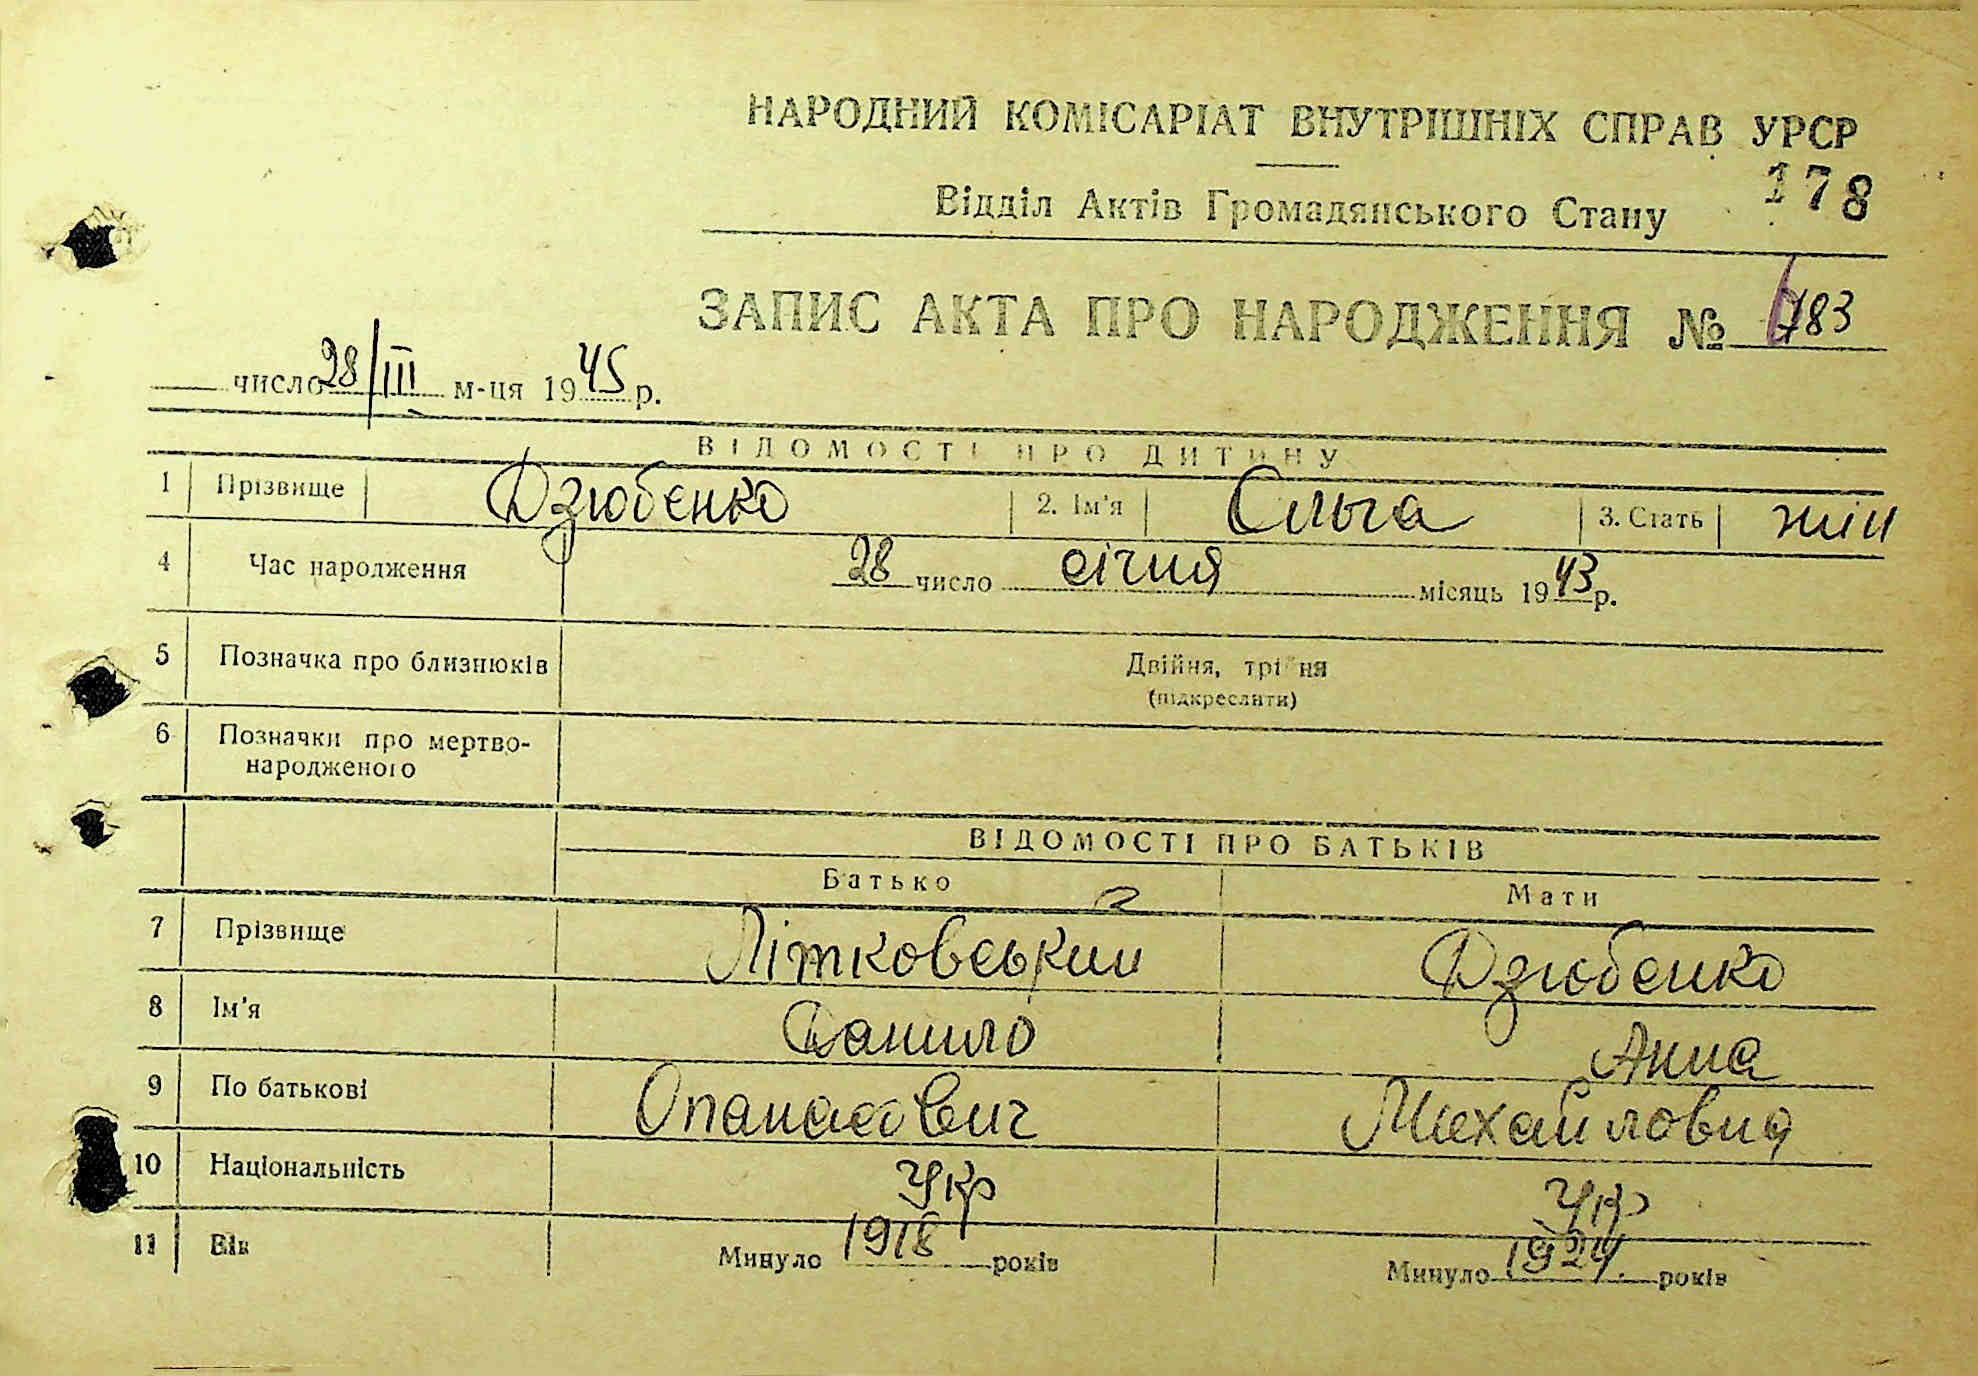 НАРОДНИЙ КОМІСАРІАТ ВНУТРІШНІХ СПРАВ УРСР
Відділ Актів Громадянського Стану 178
ЗАПИС АКТА ПРО НАРОДЖЕННЯ № 183
число 28/III м-ця 1945 р.
ВІДОМОСТІ ПРО ДИТИНУ
1 Прізвище Дзюбенко 2. Ім'я Ольга 3. Стать жін
4 Час народження 28 число січня місяць 1943 р.
5 Позначка про близнюків Двійня, трійня
(підкреслити)
6 Позначки про мертво-
народженого
ВІДОМОСТІ ПРО БАТЬКІВ
Батько Мати
7 Прізвище Літковський Дзюбенко
8 Ім'я Данило Анна
9 По батькові Опанасович Михайловна
10 Національність Укр Укр
11 Вік Минуло 1918 років Минуло 1924 років